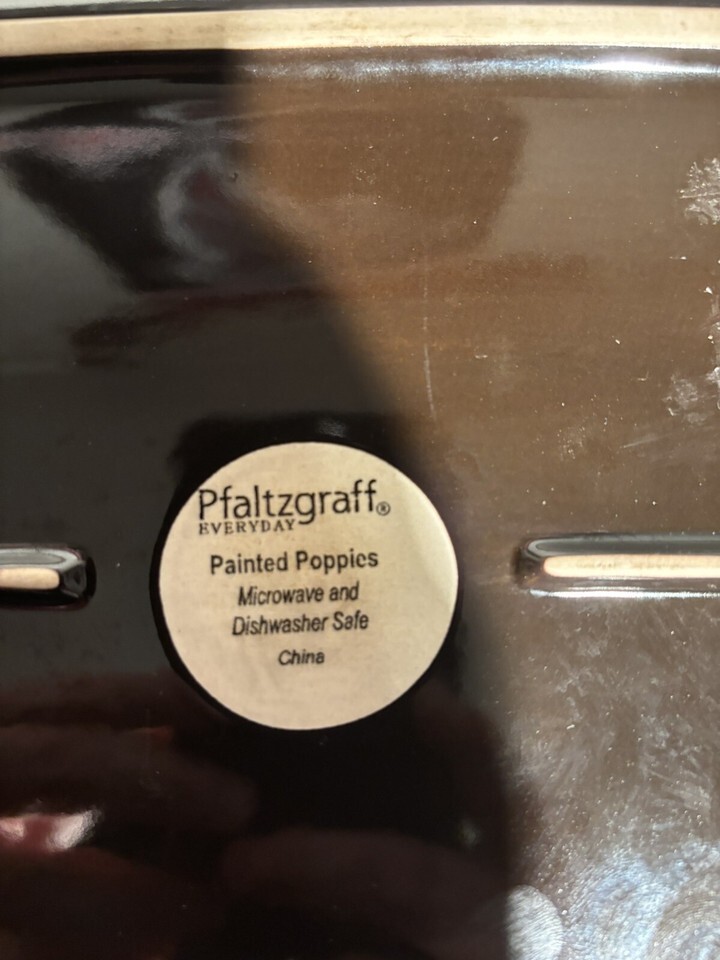 Pfaltzgraff®
EVERYDAY
Painted Poppies
Microwave and
Dishwasher Safe
China